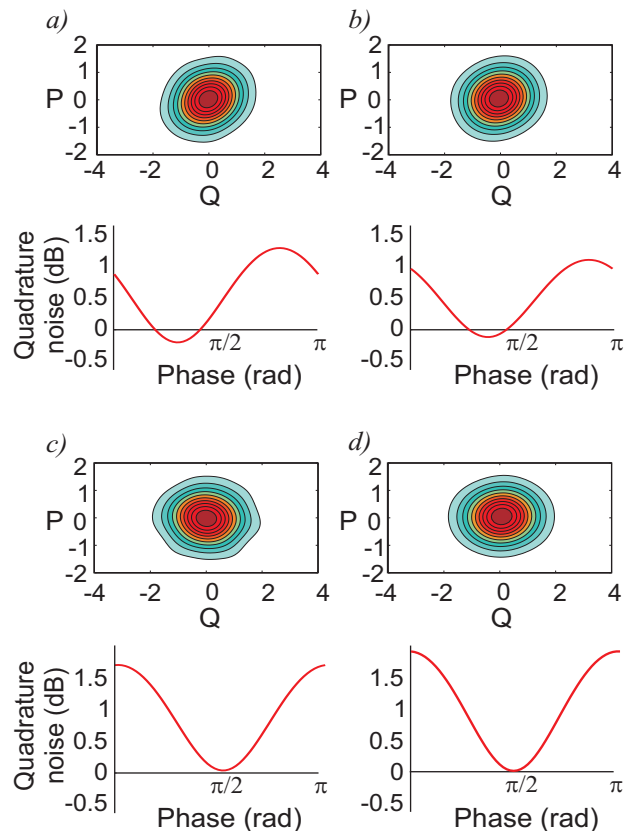 a)
2
1
P 0
-1
-2
-4 -2 0 2 4
Q
1.5
1
0.5
0
-0.5
Quadrature
noise (dB)
π/2 π
Phase (rad)
b)
2
1
P 0
-1
-2
-4 -2 0 2 4
Q
1.5
1
0.5
0
-0.5
π/2 π
Phase (rad)
c)
2
1
P 0
-1
-2
-4 -2 0 2 4
Q
1.5
1
0.5
0
-0.5
Quadrature
noise (dB)
π/2 π
Phase (rad)
d)
2
1
P 0
-1
-2
-4 -2 0 2 4
Q
1.5
1
0.5
0
-0.5
π/2 π
Phase (rad)